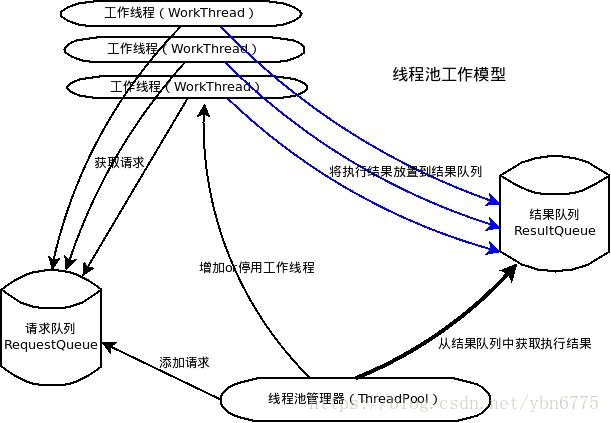 工作线程（WorkThread）
工作线程（WorkThread）
工作线程（WorkThread）
线程池工作模型
获取请求
将执行结果放置到结果队列
结果队列
ResultQueue
增加or停用工作线程
请求队列
RequestQueue
从结果队列中获取执行结果
添加请求
线程池管理器（ThreadPool）
https://blog.csdn.net/ybn6775